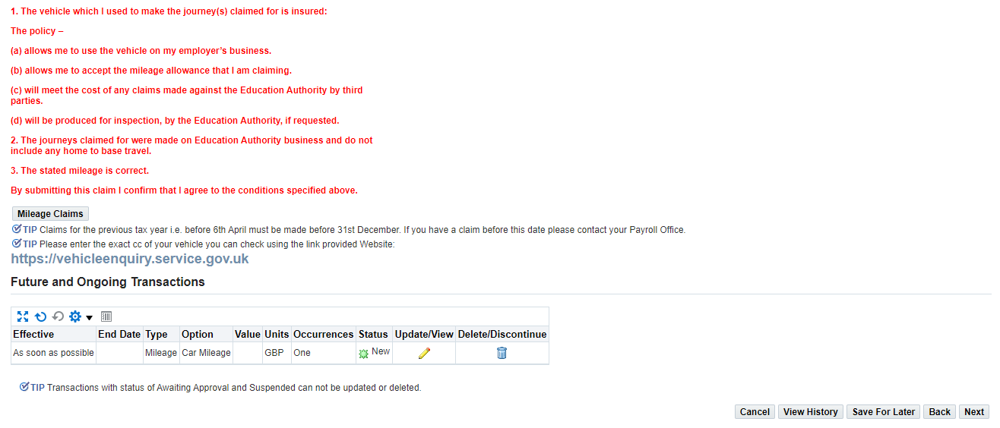 1. The vehicle which I used to make the journey(s) claimed for is insured:
The policy –
(a) allows me to use the vehicle on my employer's business.
(b) allows me to accept the mileage allowance that I am claiming.
(c) will meet the cost of any claims made against the Education Authority by third
parties.
(d) will be produced for inspection, by the Education Authority, if requested.
2. The journeys claimed for were made on Education Authority business and do not
include any home to base travel.
3. The stated mileage is correct.
By submitting this claim I confirm that I agree to the conditions specified above.
Mileage Claims
TIP Claims for the previous tax year i.e. before 6th April must be made before 31st December. If you have a claim before this date please contact your Payroll Office.
TIP Please enter the exact cc of your vehicle you can check using the link provided Website:
https://vehicleenquiry.service.gov.uk
Future and Ongoing Transactions
Effective End Date Type Option Value Units Occurrences Status Update/View Delete/Discontinue
As soon as possible Mileage Car Mileage GBP One New
TIP Transactions with status of Awaiting Approval and Suspended can not be updated or deleted.
Cancel View History Save For Later Back Next